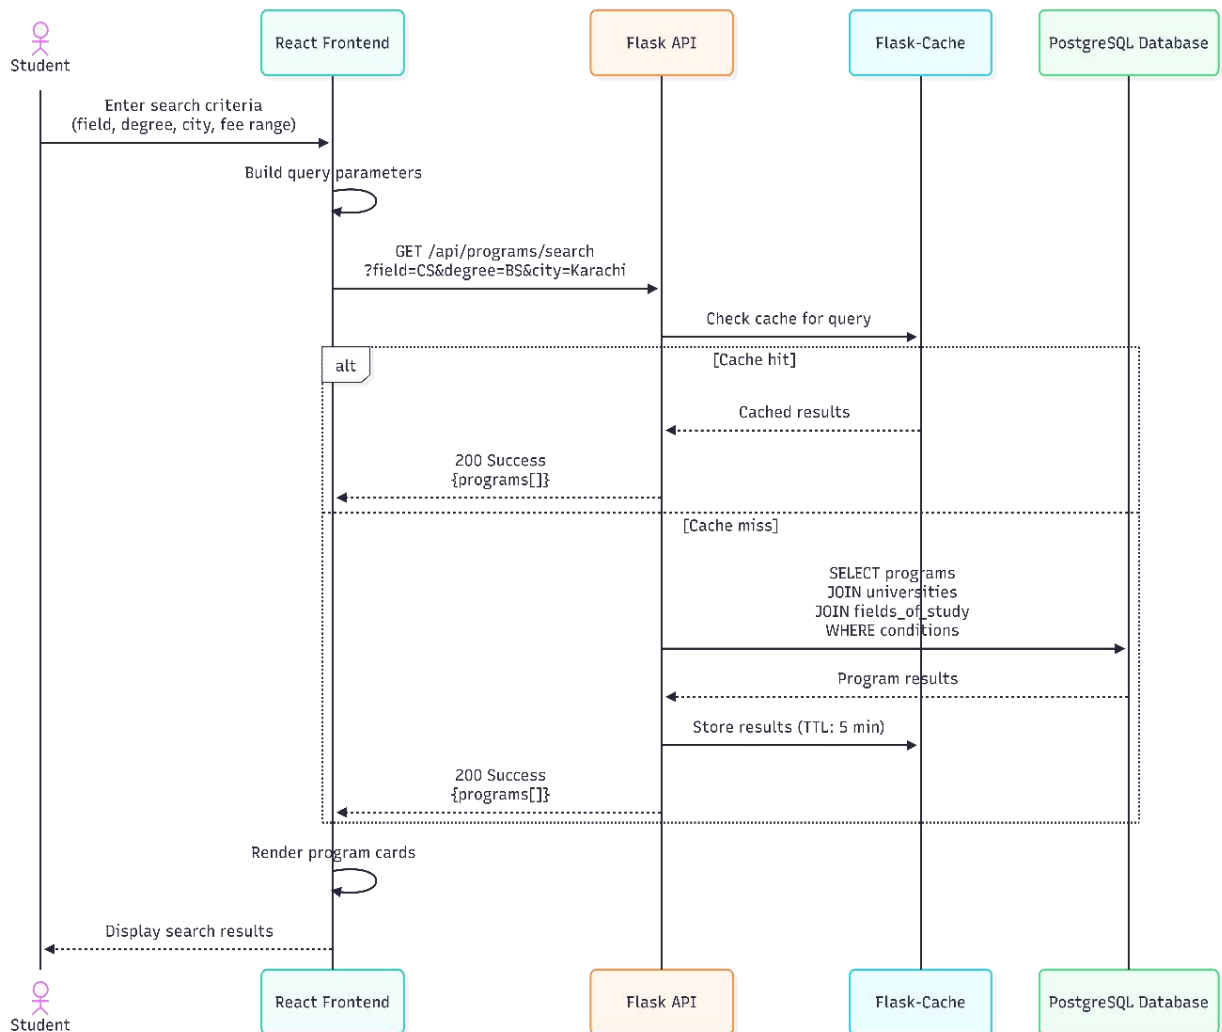 Student
React Frontend
Flask API
Flask-Cache
PostgreSQL Database
Enter search criteria
(field, degree, city, fee range)
Build query parameters
GET /api/programs/search
?field=CS&degree=BS&city=Karachi
Check cache for query
alt
[Cache hit]
Cached results
200 Success
{programs[]}
[Cache miss]
SELECT programs
JOIN universities
JOIN fields_of_study
WHERE conditions
Program results
Store results (TTL: 5 min)
200 Success
{programs[]}
Render program cards
Display search results
Student
React Frontend
Flask API
Flask-Cache
PostgreSQL Database